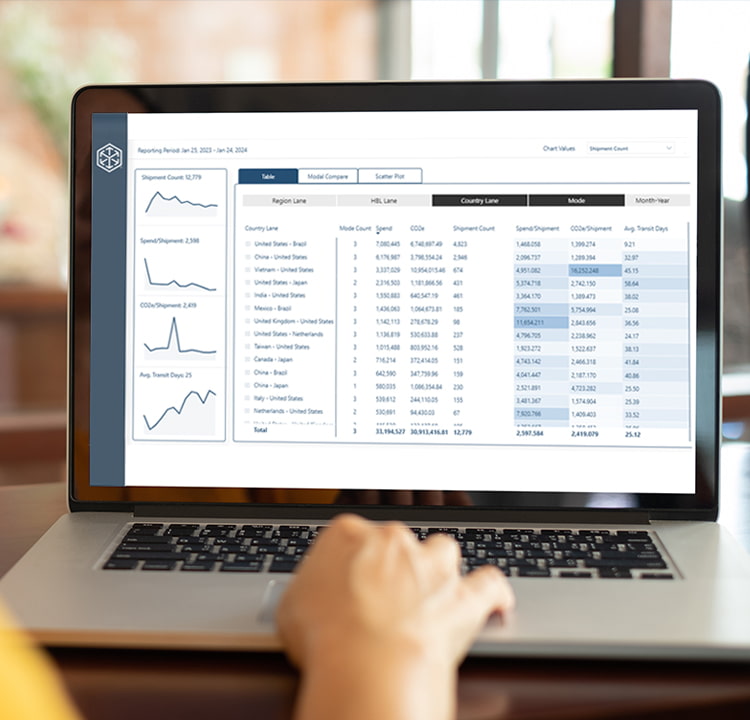 Reporting Period: Jan 25, 2023 - Jan 24, 2024
Chart Values Shipment Count
Shipment Count: 12,779
Spend/Shipment: 2,598
CO2e/Shipment: 2,419
Avg. Transit Days: 25
Table Modal Compare Scatter Plot
Region Lane HBL Lane Country Lane Mode Month-Year
Country Lane Mode Count Spend CO2e Shipment Count Spend/Shipment CO2e/Shipment Avg. Transit Days
United States - Brazil 3 7,080,445 6,748,697.49 4,823 1,468.058 1,399.274 9.21
China - United States 3 6,176,987 3,798,554.24 2,946 2,096.737 1,289.394 32.97
Vietnam - United States 3 3,337,029 10,954,015.46 674 4,951.082 16,252.248 45.15
United States - Japan 2 2,316,503 1,181,866.56 431 5,374.718 2,742.150 58.64
India - United States 3 1,550,883 640,547.19 461 3,364.170 1,389.473 38.02
Mexico - Brazil 3 1,436,063 1,064,673.81 185 7,762.501 5,754.994 25.08
United Kingdom - United States 3 1,142,113 278,678.29 98 11,654.211 2,843.656 36.56
United States - Netherlands 3 1,136,819 530,633.88 237 4,796.705 2,238.962 24.17
Taiwan - United States 3 1,015,488 803,952.16 528 1,923.272 1,522.637 38.13
Canada - Japan 2 716,214 372,414.05 151 4,743.142 2,466.318 41.84
China - Brazil 3 642,590 347,759.96 159 4,041.447 2,187.170 40.86
China - Japan 1 580,035 1,086,354.84 230 2,521.891 4,723.282 25.50
Italy - United States 3 539,612 244,110.05 155 3,481.367 1,574.904 25.39
Netherlands - United States 2 530,691 94,430.03 67 7,920.766 1,409.403 33.52
Total 3 33,194,527 30,913,416.81 12,779 2,597.584 2,419.079 25.12